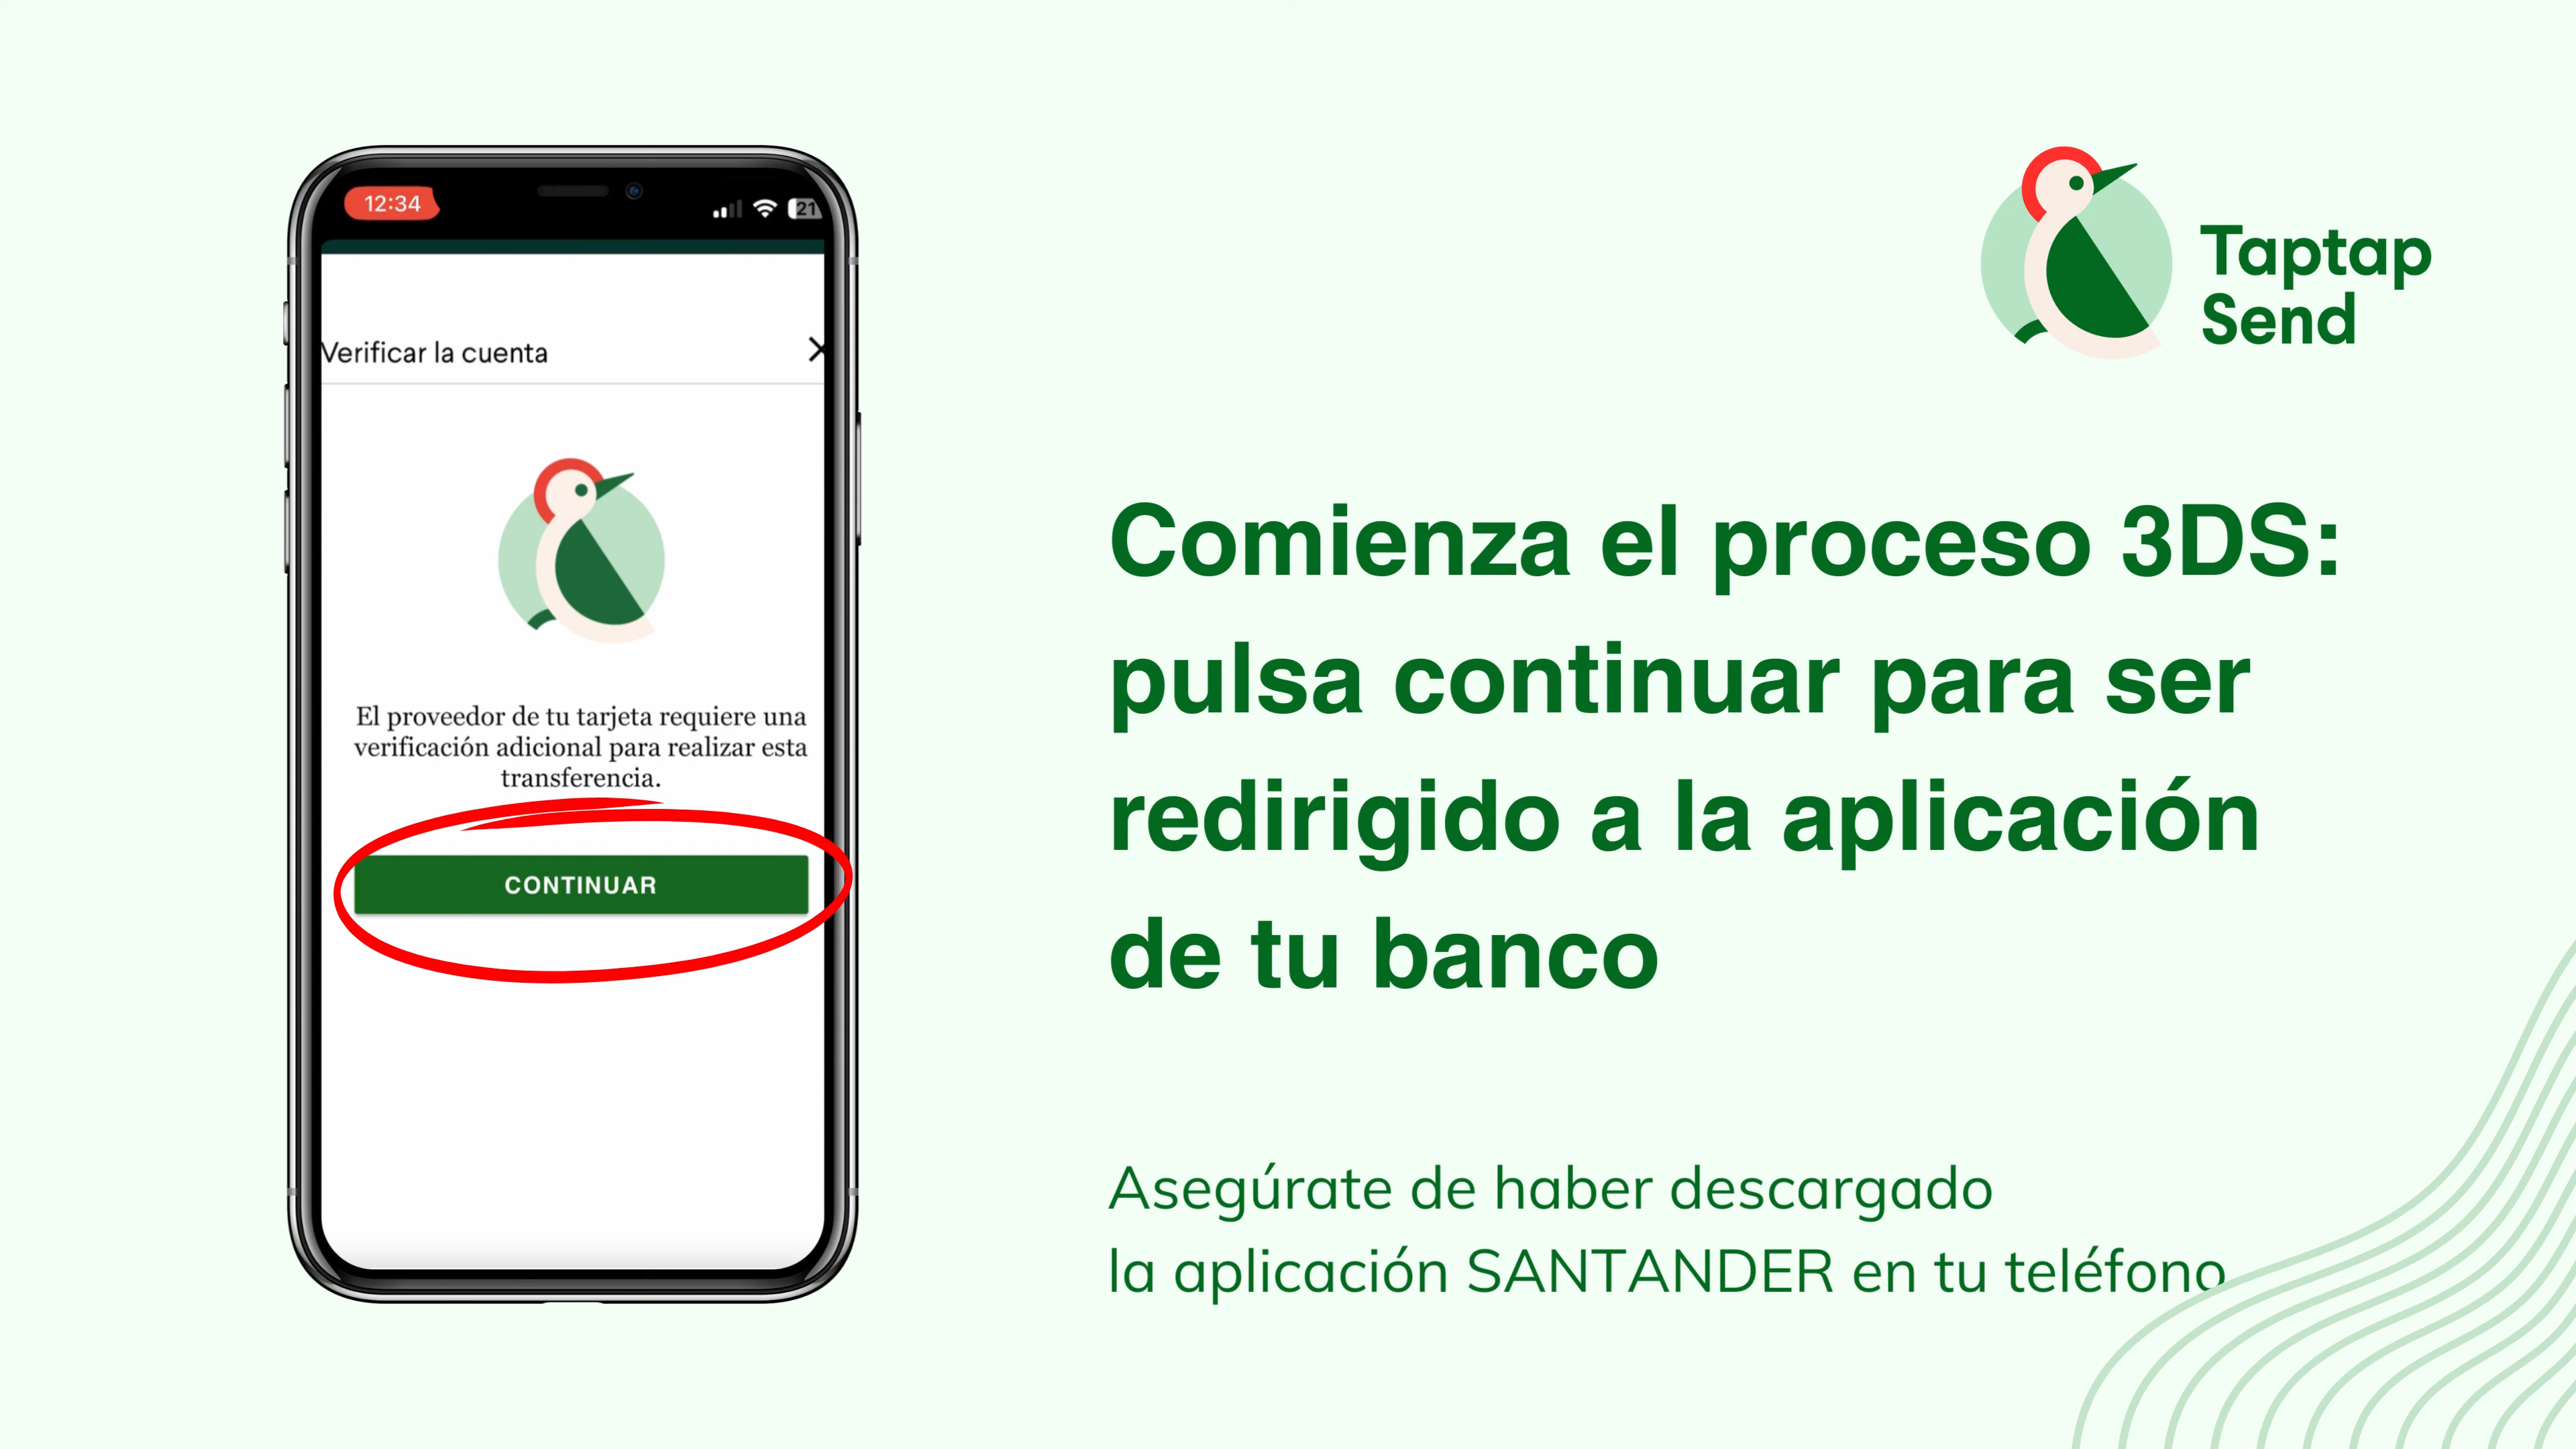 12:34
21
Verificar la cuenta
El proveedor de tu tarjeta requiere una
verificación adicional para realizar esta
transferencia.
CONTINUAR
Taptap
Send
Comienza el proceso 3DS:
pulsa continuar para ser
redirigido a la aplicación
de tu banco
Asegúrate de haber descargado
la aplicación SANTANDER en tu teléfono